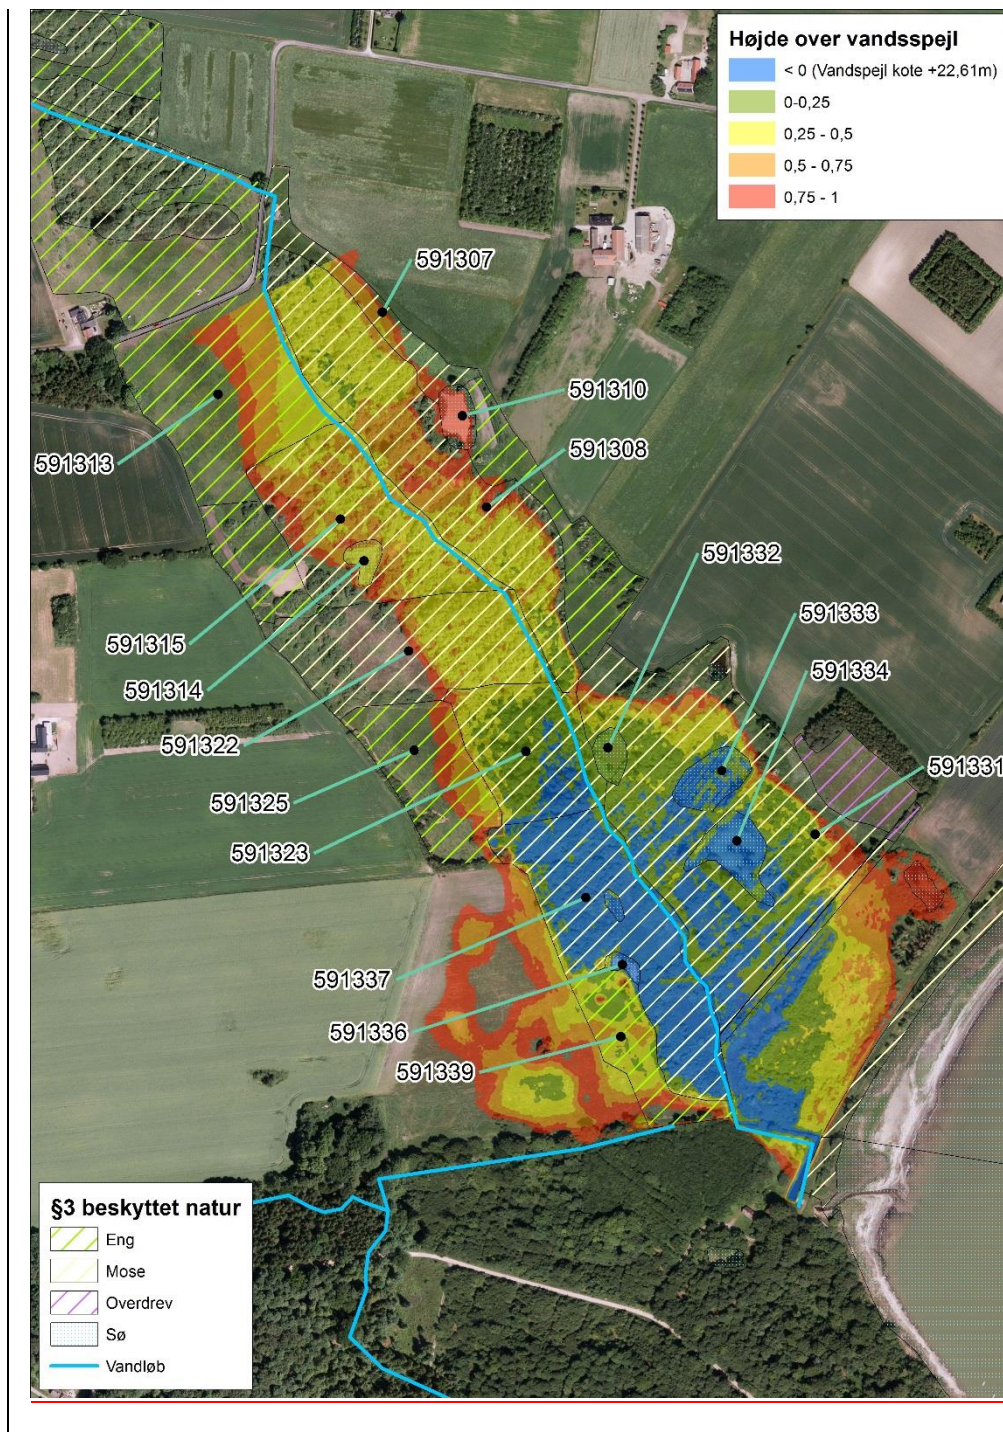 Højde over vandsspejl
< 0 (Vandspejl kote +22,61m)
0-0,25
0,25 - 0,5
0,5 - 0,75
0,75 - 1
591307
591310
591308
591313
591332
591333
591334
591315
591314
591322
591331
591325
591323
591337
591336
591339
§3 beskyttet natur
Eng
Mose
Overdrev
Sø
Vandløb